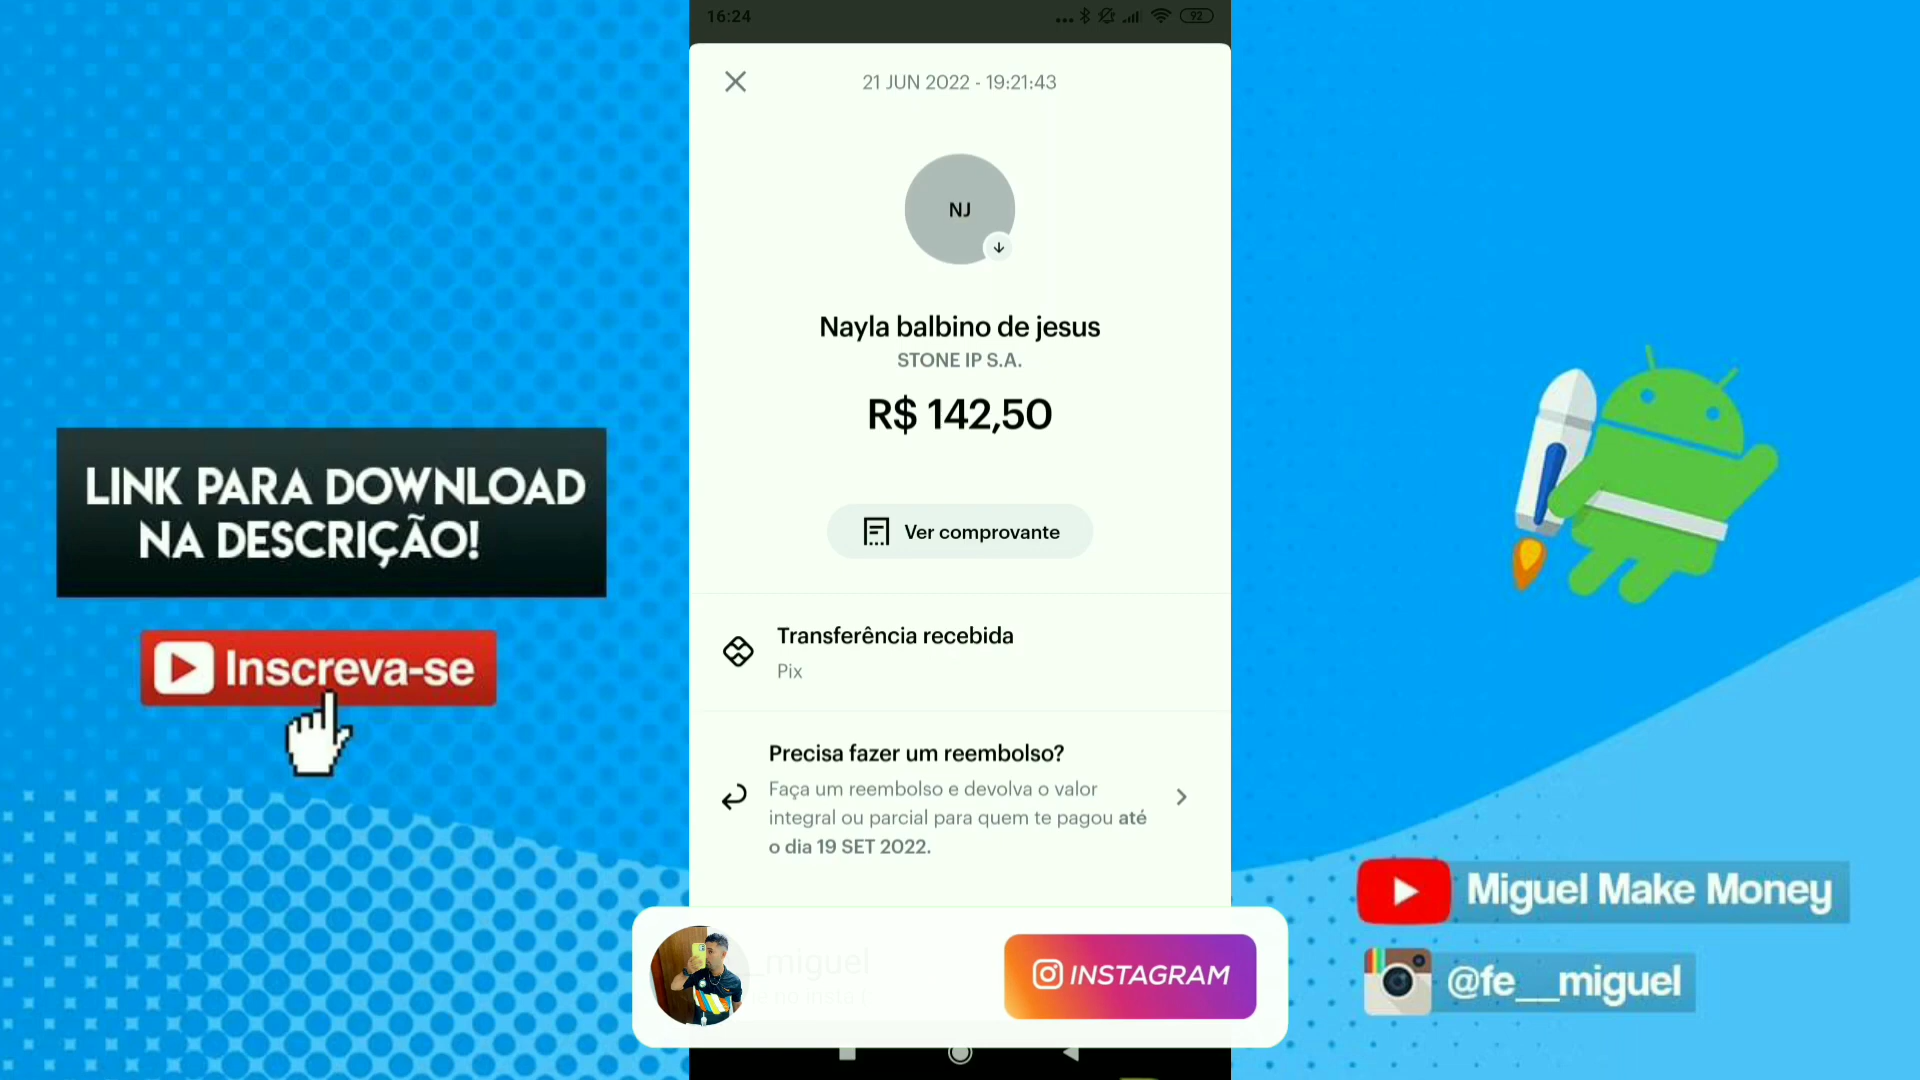 16:24
92
21 JUN 2022 - 19:21:43
NJ
Nayla balbino de jesus
STONE IP S.A.
R$ 142,50
Ver comprovante
Transferência recebida
Pix
Precisa fazer um reembolso?
Faça um reembolso e devolva o valor
integral ou parcial para quem te pagou até
o dia 19 SET 2022.
LINK PARA DOWNLOAD
NA DESCRIÇÃO!
Inscreva-se
_miguel
INSTAGRAM
Miguel Make Money
@fe__miguel